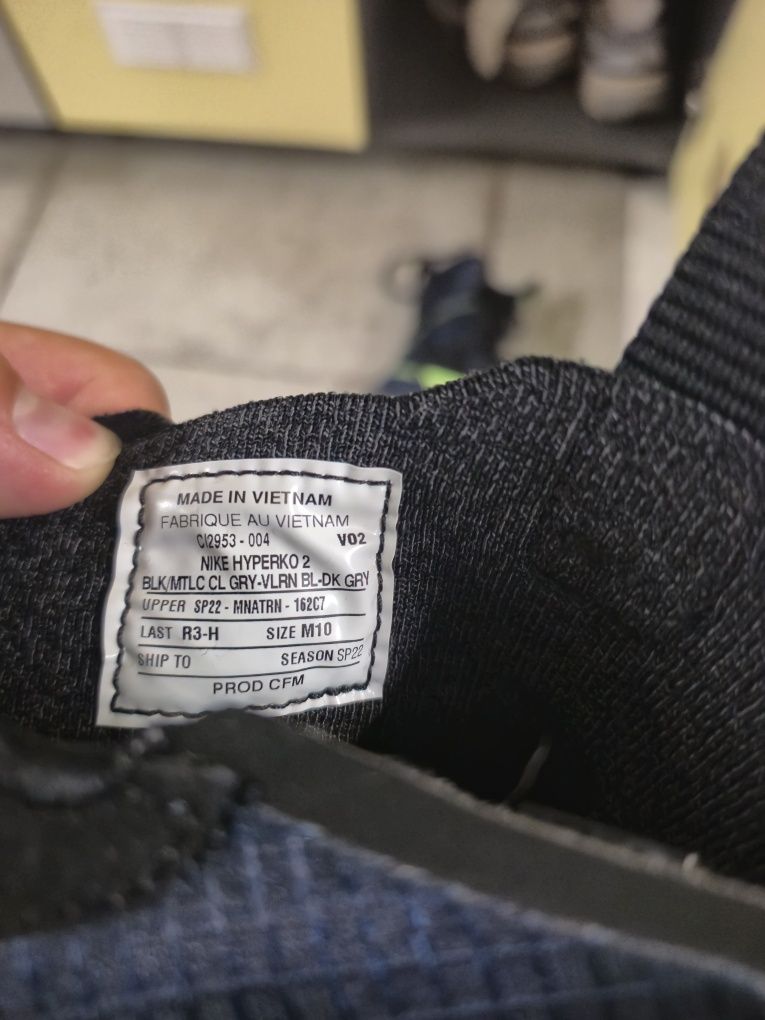 MADE IN VIETNAM
FABRIQUE AU VIETNAM
CI2953 - 004 V02
NIKE HYPERKO 2
BLK/MTLC CL GRY-VLRN BL-DK GRY
UPPER SP22 - MNATRN - 162C7
LAST R3-H SIZE M10
SHIP TO SEASON SP22
PROD CFM